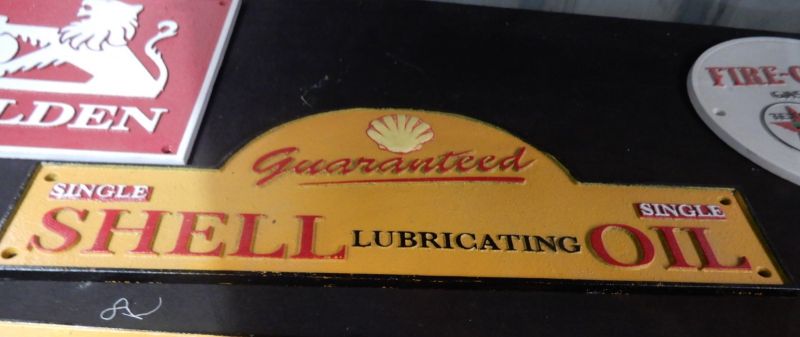 LDEN
FIRE-C
Guaranteed
SINGLE
SINGLE
SHELL LUBRICATING OIL